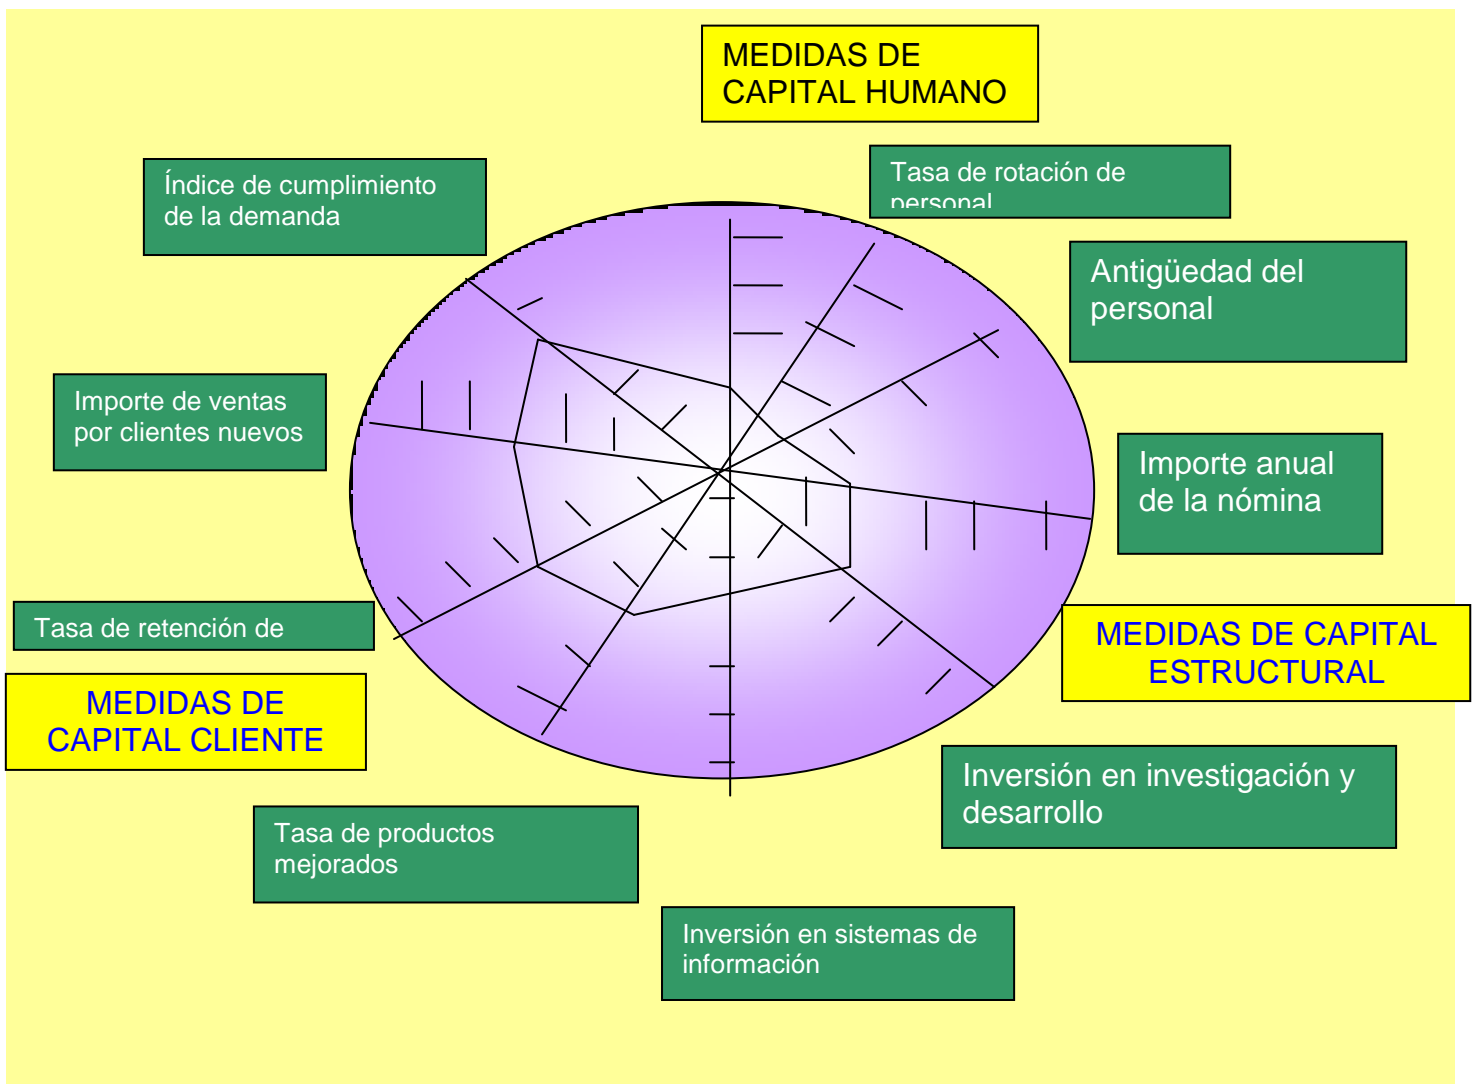 MEDIDAS DE
CAPITAL HUMANO
Tasa de rotación de
personal
Índice de cumplimiento
de la demanda
Antigüedad del
personal
Importe de ventas
por clientes nuevos
Importe anual
de la nómina
Tasa de retención de
MEDIDAS DE CAPITAL
ESTRUCTURAL
MEDIDAS DE
CAPITAL CLIENTE
Inversión en investigación y
desarrollo
Tasa de productos
mejorados
Inversión en sistemas de
información